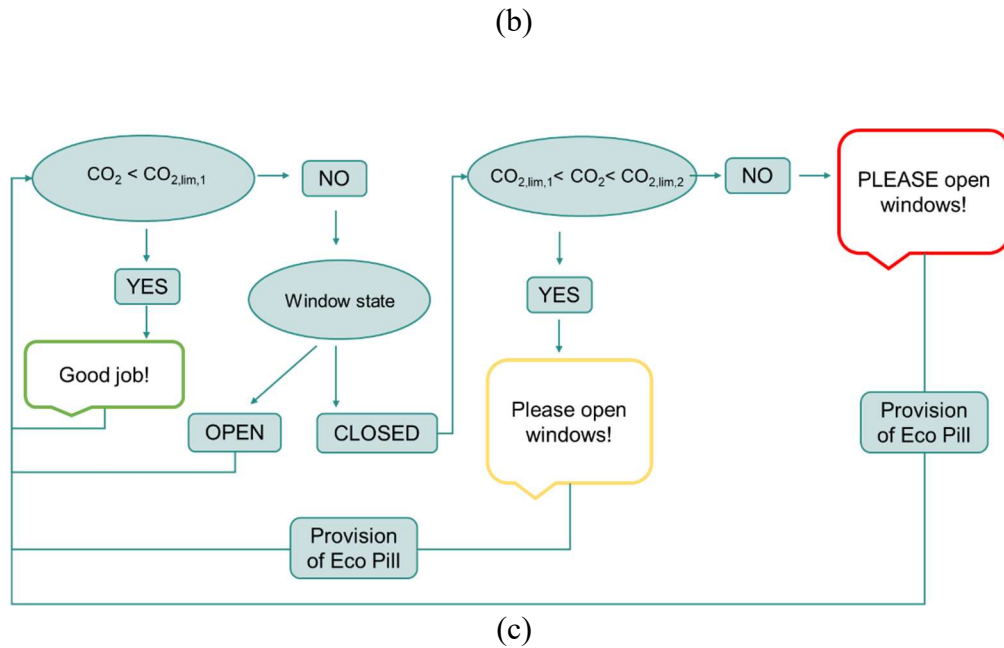 (b)
CO₂ < CO₂,lim,1
NO
YES
Good job!
Window state
OPEN
CLOSED
CO₂,lim,1< CO₂< CO₂,lim,2
NO
YES
Please open
windows!
PLEASE open
windows!
Provision
of Eco Pill
Provision
of Eco Pill
(c)